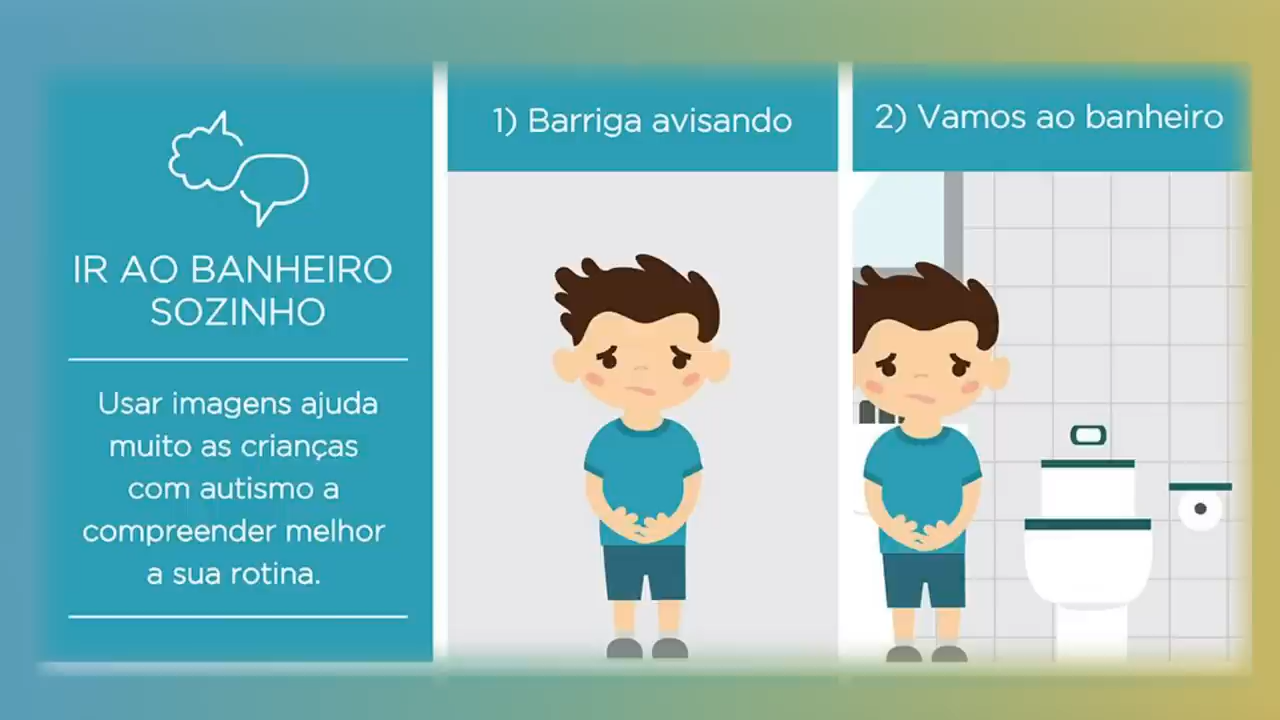 IR AO BANHEIRO
SOZINHO
Usar imagens ajuda
muito as crianças
com autismo a
compreender melhor
a sua rotina.
1) Barriga avisando
2) Vamos ao banheiro